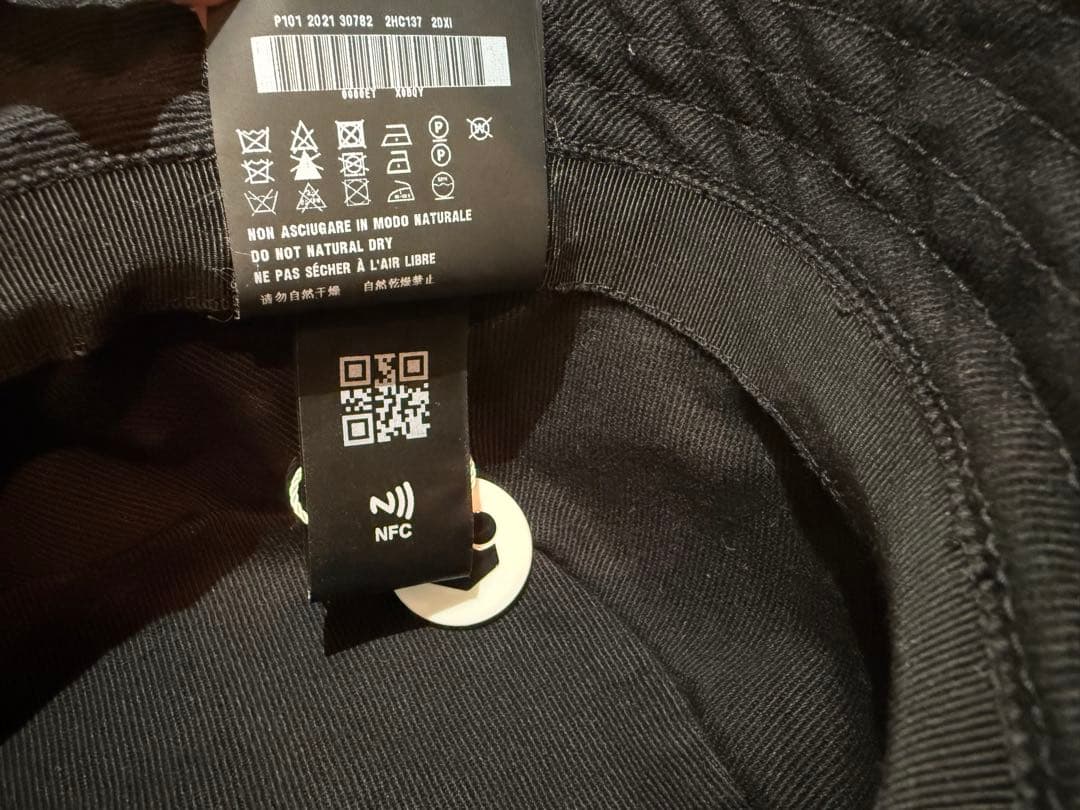 P101 2021 30782 2HC137 2DXI
NON ASCIUGARE IN MODO NATURALE
DO NOT NATURAL DRY
NE PAS SÉCHER À L'AIR LIBRE
请勿自然干燥 自然乾燥禁止
NFC